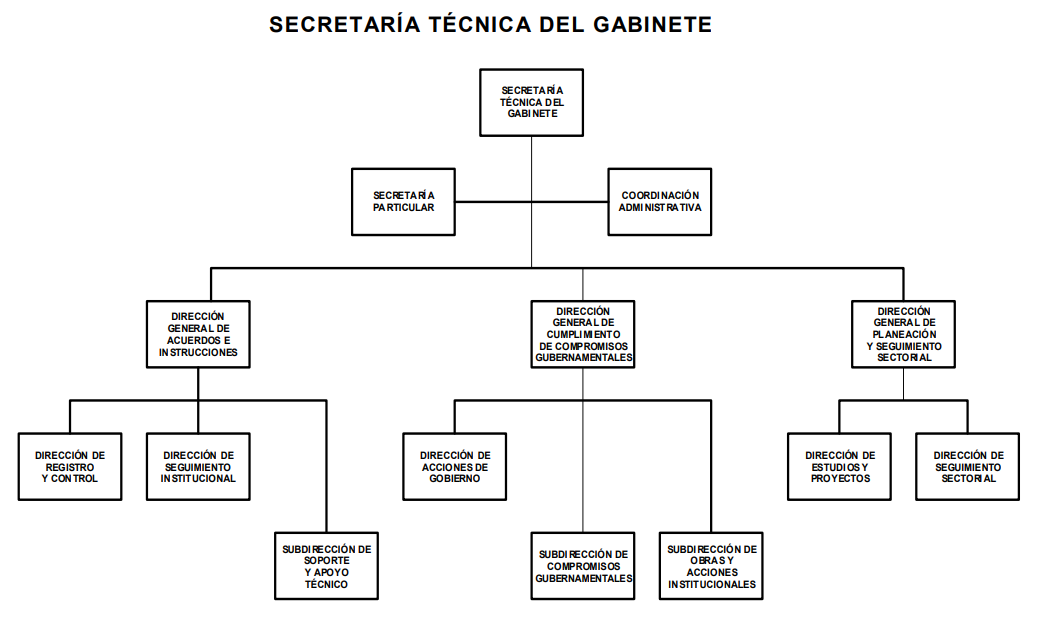 SECRETARÍA TÉCNICA DEL GABINETE
SECRETARÍA
TÉCNICA DEL
GABINETE
SECRETARÍA
PARTICULAR
COORDINACIÓN
ADMINISTRATIVA
DIRECCIÓN
GENERAL DE
ACUERDOS E
INSTRUCCIONES
DIRECCIÓN
GENERAL DE
CUMPLIMIENTO
DE COMPROMISOS
GUBERNAMENTALES
DIRECCIÓN
GENERAL DE
PLANEACIÓN
Y SEGUIMIENTO
SECTORIAL
DIRECCIÓN DE
REGISTRO
Y CONTROL
DIRECCIÓN DE
SEGUIMIENTO
INSTITUCIONAL
DIRECCIÓN DE
ACCIONES DE
GOBIERNO
DIRECCIÓN DE
ESTUDIOS Y
PROYECTOS
DIRECCIÓN DE
SEGUIMIENTO
SECTORIAL
SUBDIRECCIÓN DE
SOPORTE
Y APOYO
TÉCNICO
SUBDIRECCIÓN DE
COMPROMISOS
GUBERNAMENTALES
SUBDIRECCIÓN DE
OBRAS Y
ACCIONES
INSTITUCIONALES